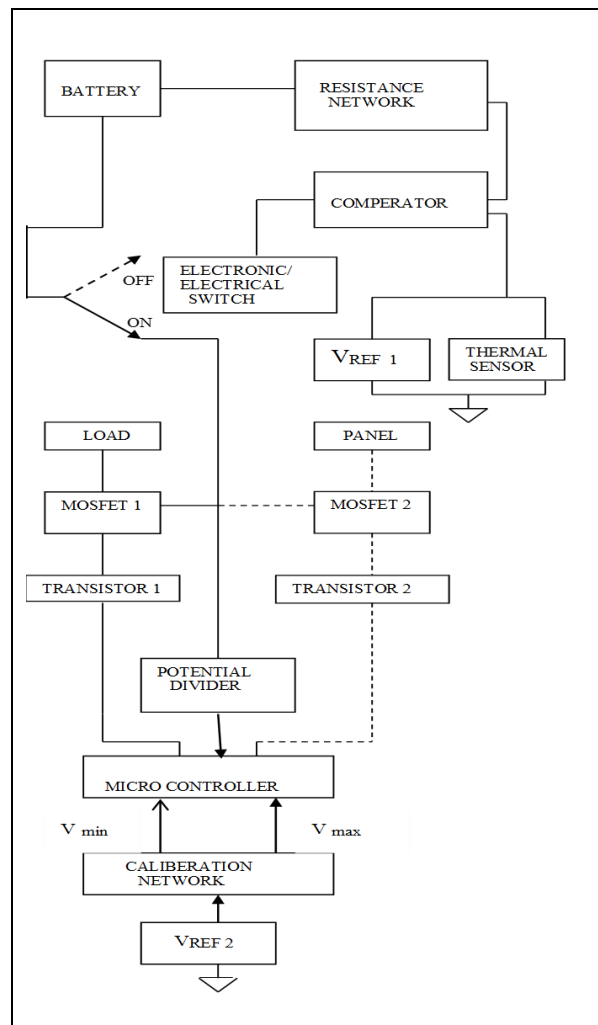 BATTERY
RESISTANCE
NETWORK
COMPERATOR
ELECTRONIC/
ELECTRICAL
SWITCH
OFF
ON
VREF 1
THERMAL
SENSOR
LOAD
PANEL
MOSFET 1
MOSFET 2
TRANSISTOR 1
TRANSISTOR 2
POTENTIAL
DIVIDER
MICRO CONTROLLER
V min
V max
CALIBERATION
NETWORK
VREF 2